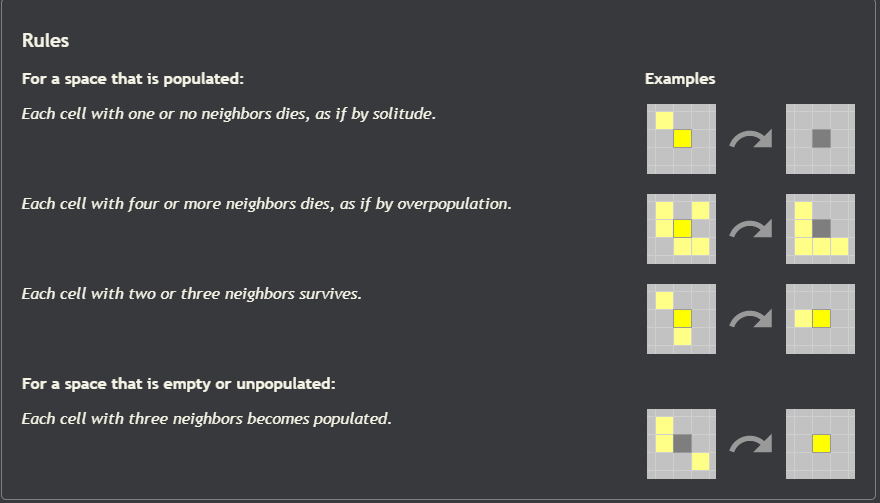 Rules
For a space that is populated:
Examples
Each cell with one or no neighbors dies, as if by solitude.
Each cell with four or more neighbors dies, as if by overpopulation.
Each cell with two or three neighbors survives.
For a space that is empty or unpopulated:
Each cell with three neighbors becomes populated.